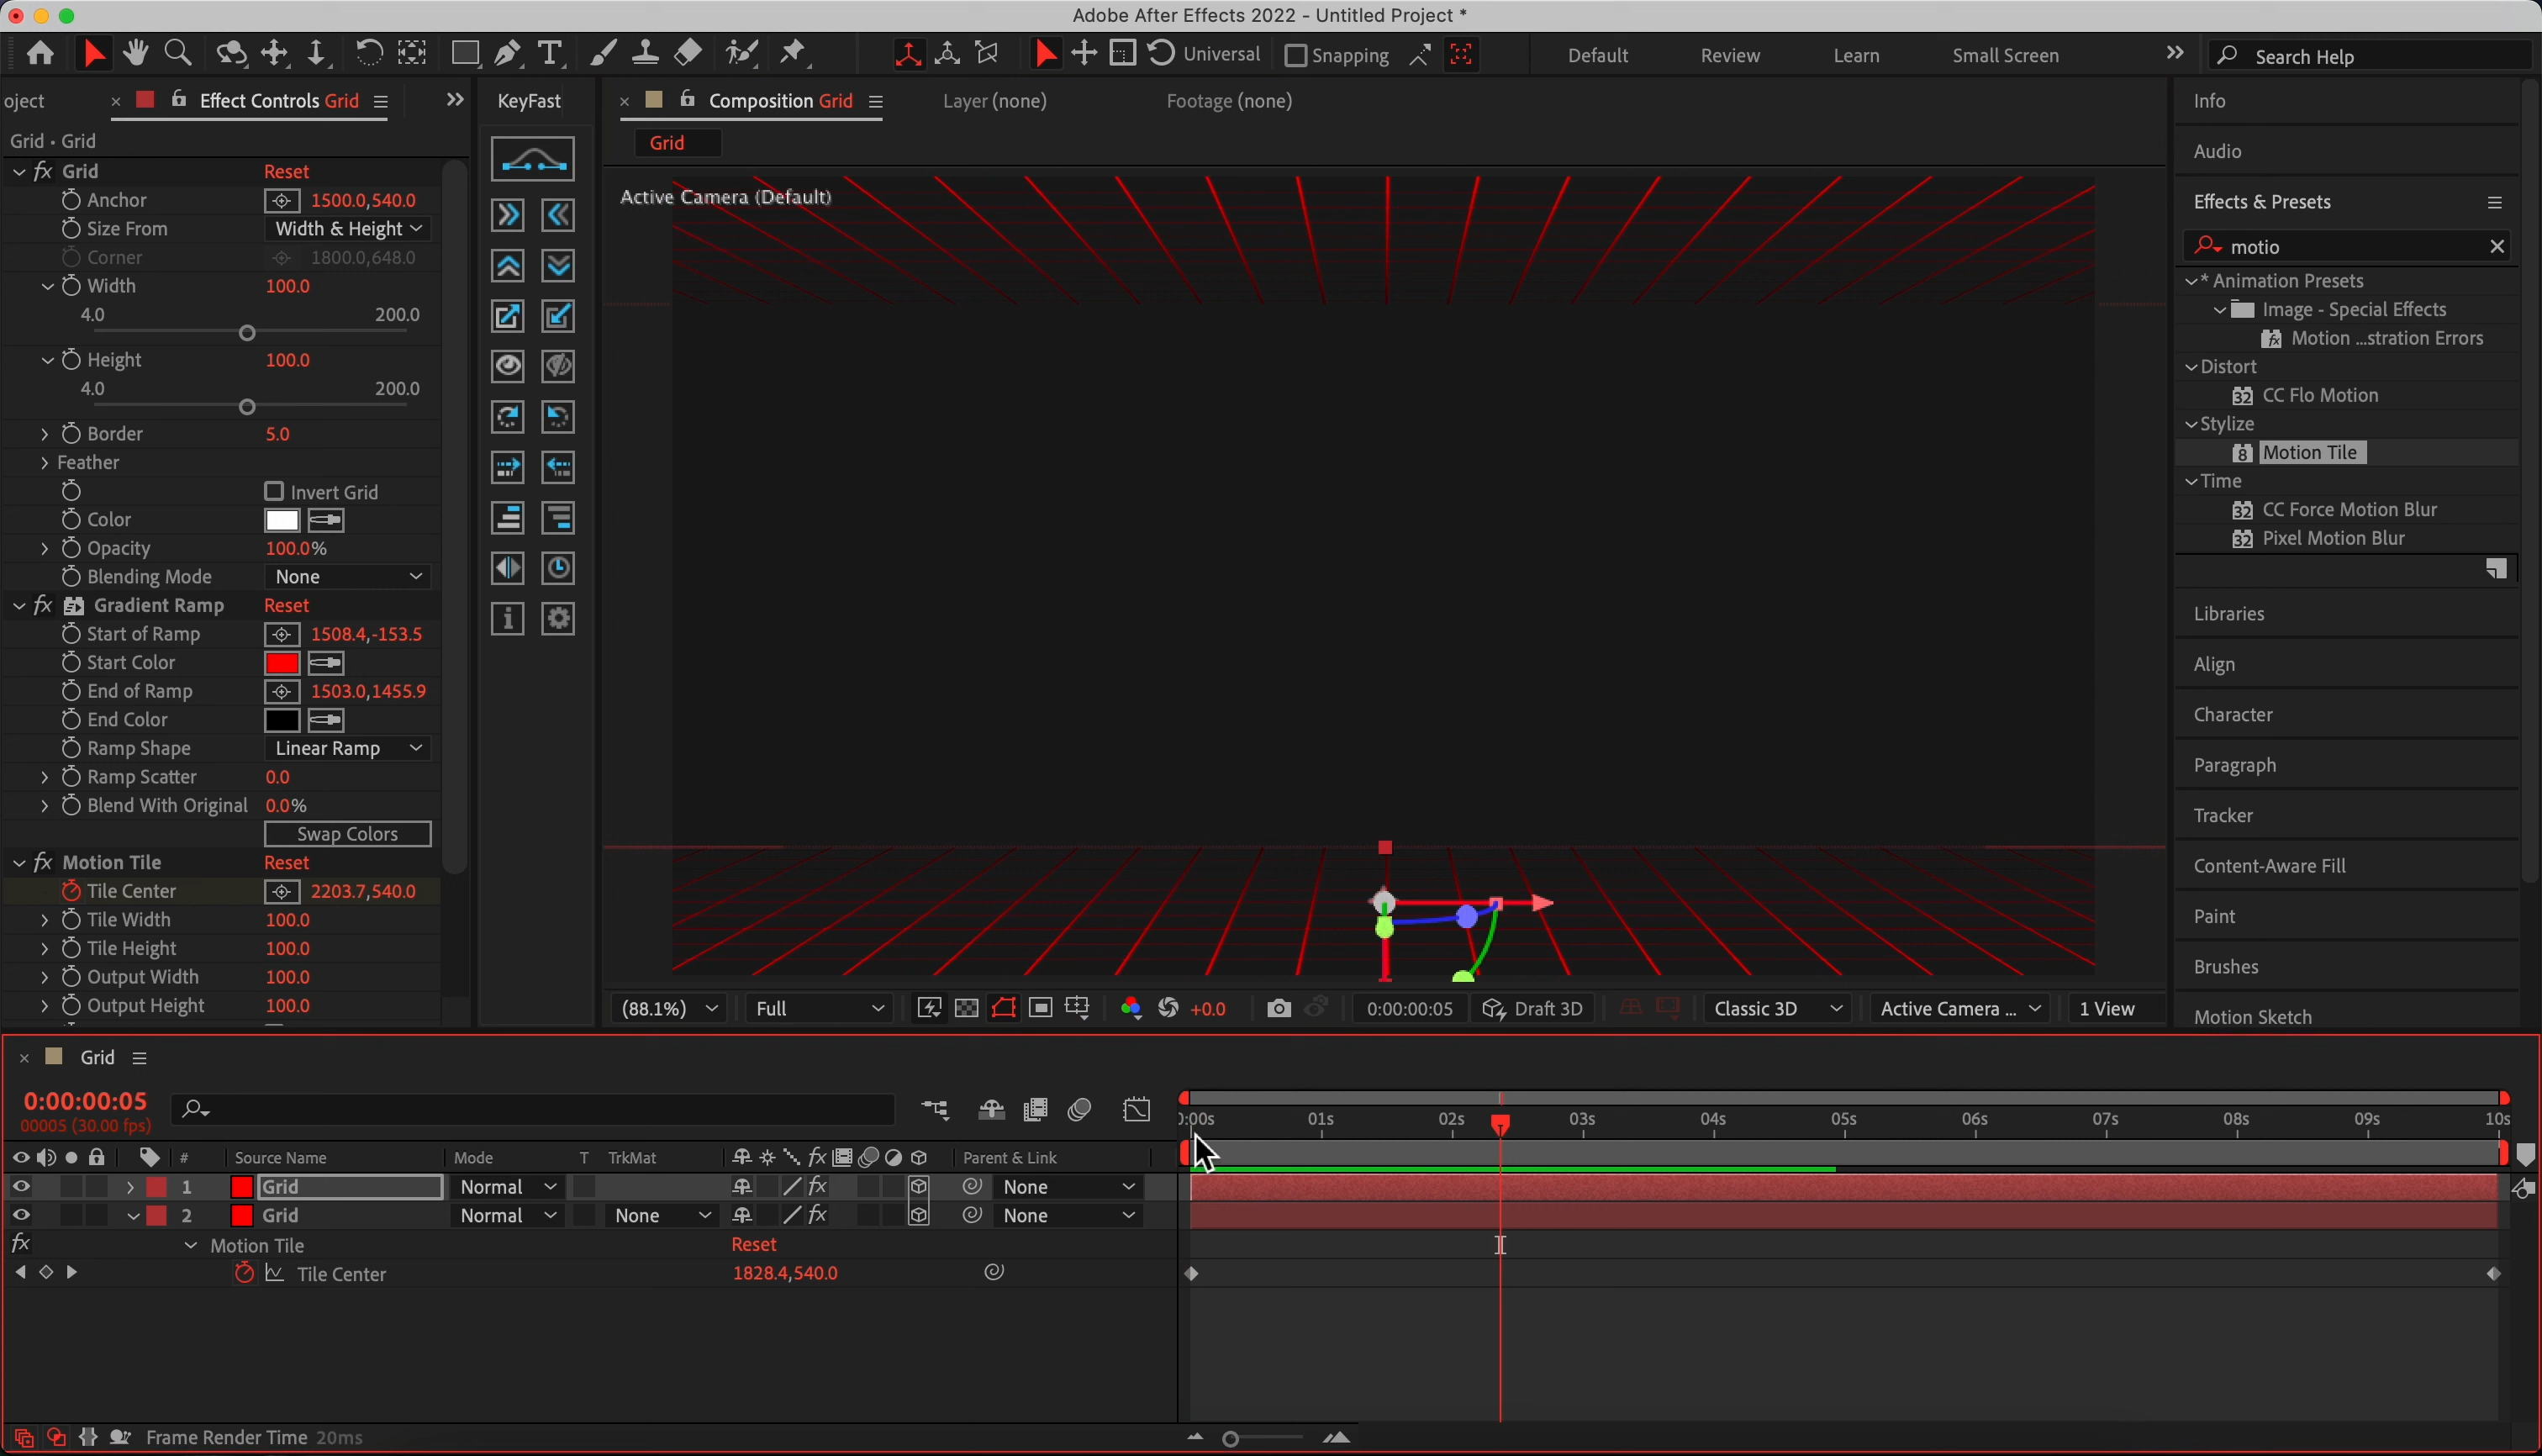 Adobe After Effects 2022 - Untitled Project *
Universal Snapping Default Review Learn Small Screen Search Help
oject × Effect Controls Grid KeyFast × Composition Grid Layer (none) Footage (none) Info
Grid • Grid
Grid
Audio
fx Grid Reset
Anchor 1500.0,540.0
Size From Width & Height
Corner 1800.0,648.0
Width 100.0
4.0 200.0
Height 100.0
4.0 200.0
Border 5.0
Feather
Invert Grid
Color
Opacity 100.0%
Blending Mode None
fx Gradient Ramp Reset
Start of Ramp 1508.4,-153.5
Start Color
End of Ramp 1503.0,1455.9
End Color
Ramp Shape Linear Ramp
Ramp Scatter 0.0
Blend With Original 0.0%
Swap Colors
fx Motion Tile Reset
Tile Center 2203.7,540.0
Tile Width 100.0
Tile Height 100.0
Output Width 100.0
Output Height 100.0
Active Camera (Default)
(88.1%) Full +0.0 0:00:00:05 Draft 3D Classic 3D Active Camera ... 1 View
Effects & Presets
motio
* Animation Presets
Image - Special Effects
Motion ...stration Errors
Distort
32 CC Flo Motion
Stylize
8 Motion Tile
Time
32 CC Force Motion Blur
32 Pixel Motion Blur
Libraries
Align
Character
Paragraph
Tracker
Content-Aware Fill
Paint
Brushes
Motion Sketch
× Grid
0:00:00:05
00005 (30.00 fps)
):00s 01s 02s 03s 04s 05s 06s 07s 08s 09s 10s
# Source Name Mode T TrkMat fx Parent & Link
1 Grid Normal fx None
2 Grid Normal None fx None
fx Motion Tile Reset
Tile Center 1828.4,540.0
Frame Render Time 20ms